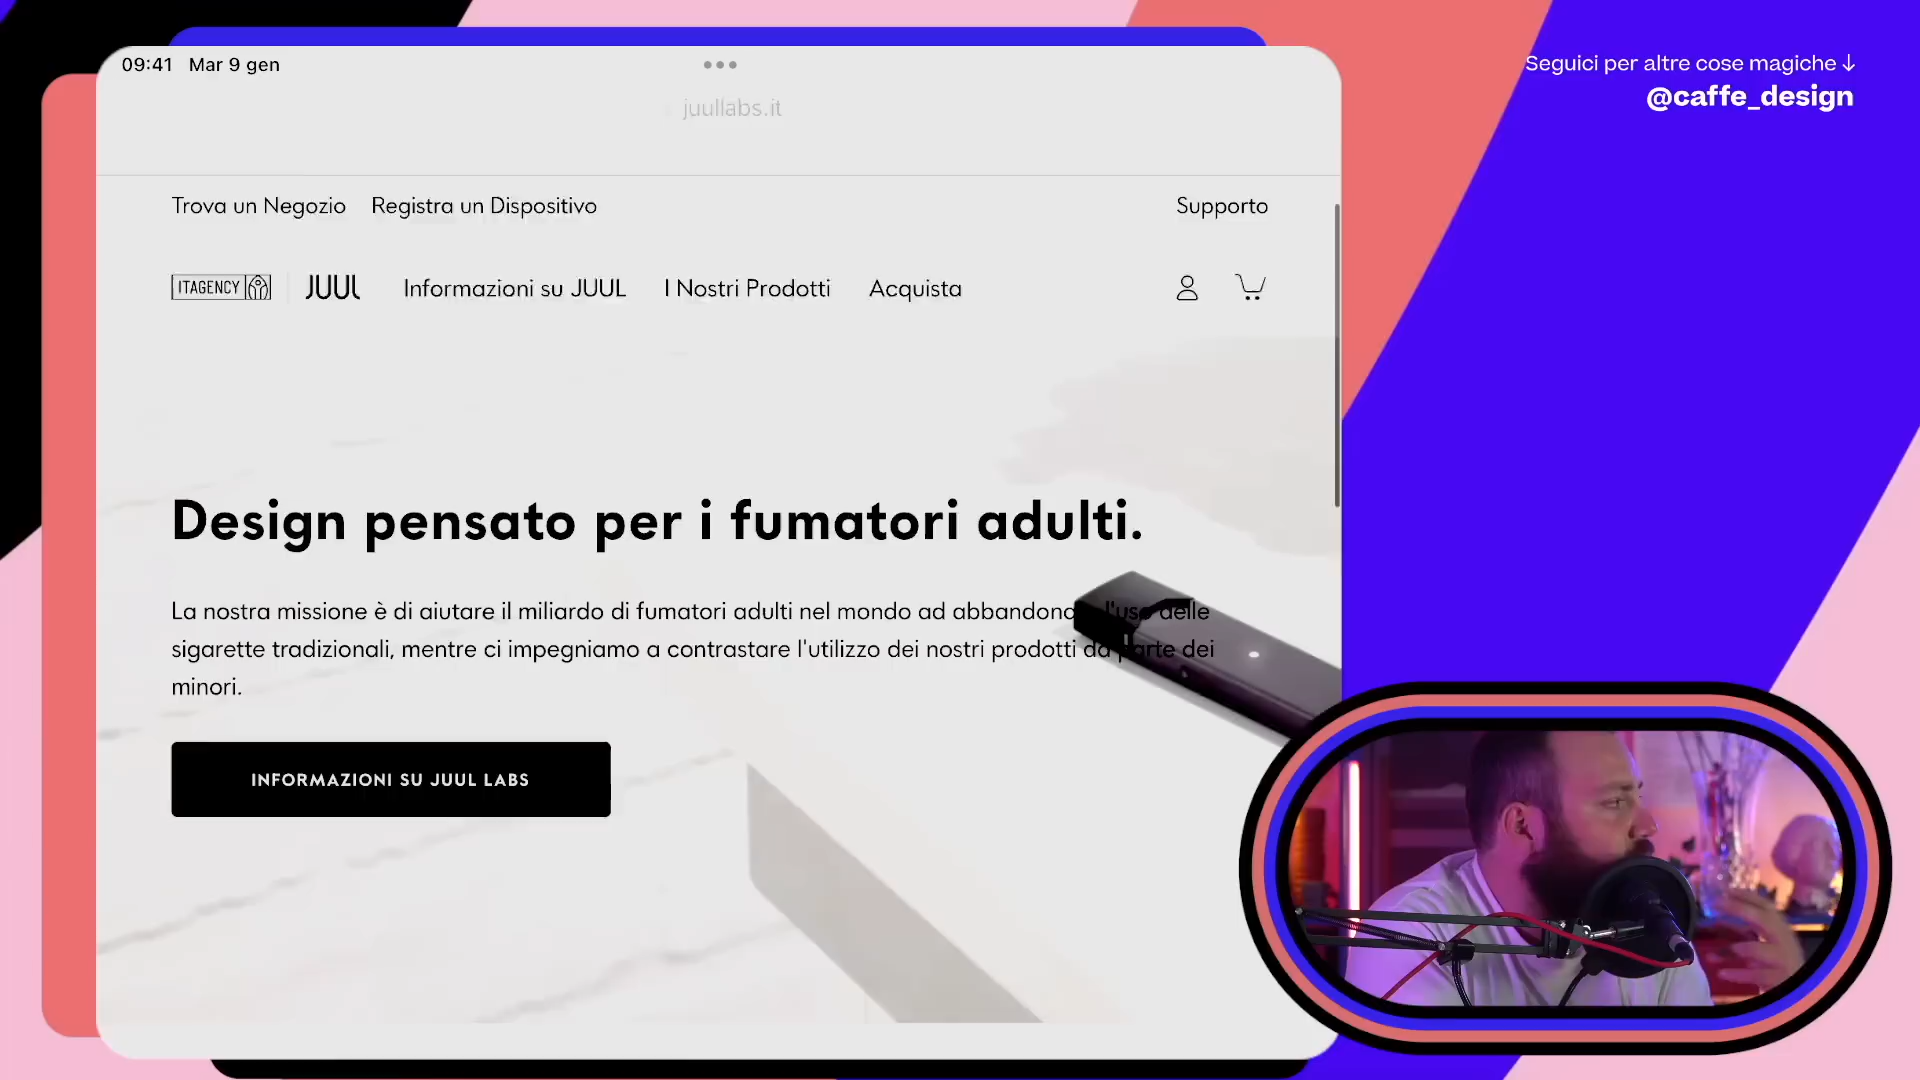 09:41 Mar 9 gen
juullabs.it
Seguici per altre cose magiche ↓
@caffe_design
Trova un Negozio Registra un Dispositivo Supporto
ITAGENCY JUUL Informazioni su JUUL I Nostri Prodotti Acquista
Design pensato per i fumatori adulti.
La nostra missione è di aiutare il miliardo di fumatori adulti nel mondo ad l'uso delle
sigarette tradizionali, mentre ci impegniamo a contrastare l'utilizzo dei nostri prodotti da parte dei
minori.
INFORMAZIONI SU JUUL LABS